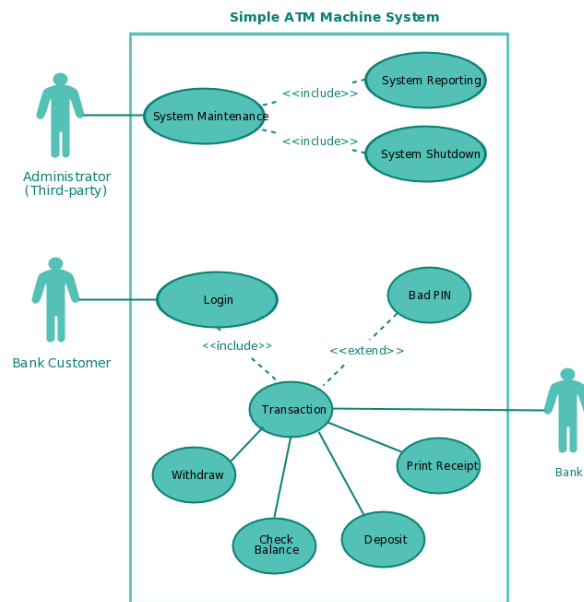 Simple ATM Machine System
System Reporting
<<include>>
System Maintenance
<<include>>
System Shutdown
Administrator
(Third-party)
Login
Bad PIN
<<include>>
<<extend>>
Bank Customer
Transaction
Withdraw
Print Receipt
Bank
Check
Balance
Deposit